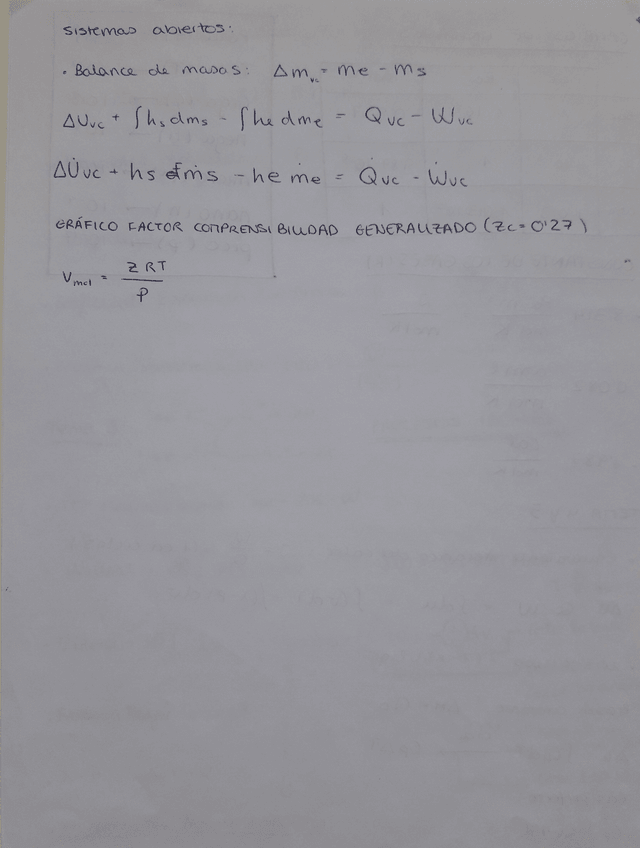 Sistemas abiertos:
· Balance de masas: Δm_vc = me - ms
ΔUvc + ∫hs dms - ∫he dme = Qvc - Wvc
ΔU̇vc + hs ṁs - he ṁe = Q̇vc - Ẇvc
GRÁFICO FACTOR COMPRENSIBILIDAD GENERALIZADO (Zc = 0'27)
Vmol = ZRT / P